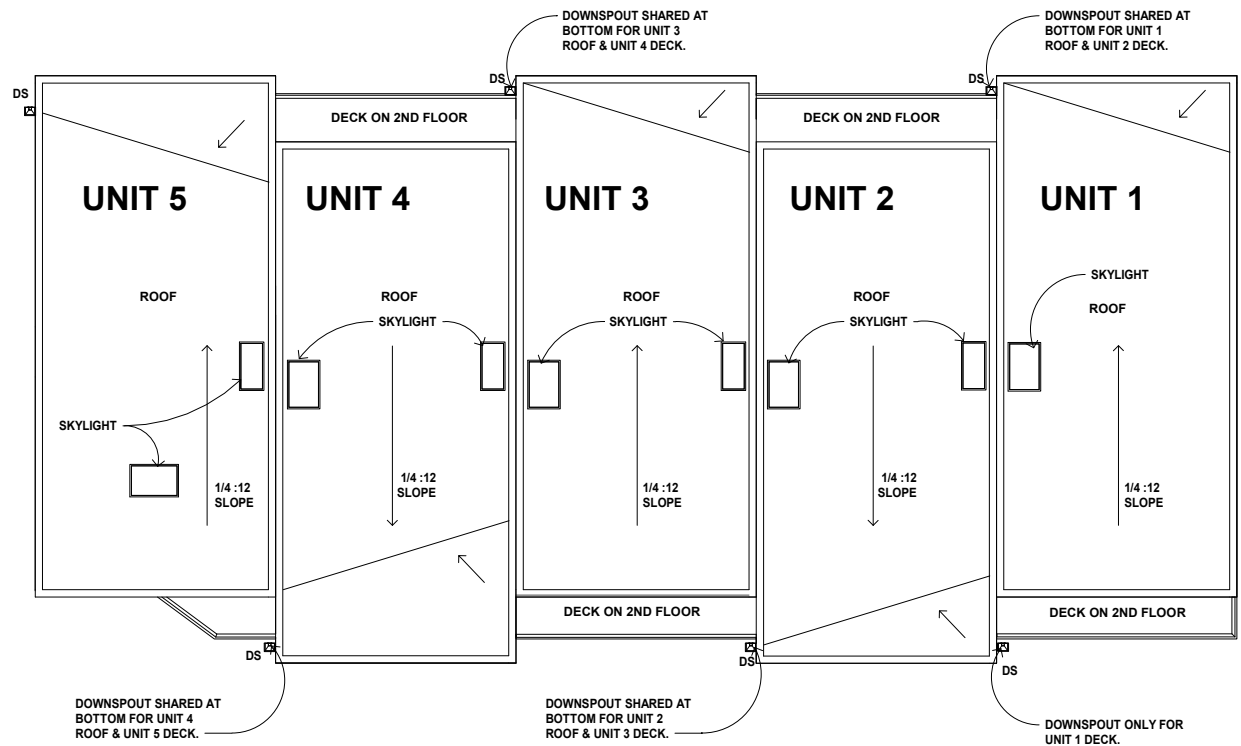 DOWNSPOUT SHARED AT
BOTTOM FOR UNIT 3
ROOF & UNIT 4 DECK.
DOWNSPOUT SHARED AT
BOTTOM FOR UNIT 1
ROOF & UNIT 2 DECK.
DS
DS
DS
DECK ON 2ND FLOOR
DECK ON 2ND FLOOR
UNIT 5
UNIT 4
UNIT 3
UNIT 2
UNIT 1
SKYLIGHT
ROOF
ROOF
ROOF
ROOF
ROOF
SKYLIGHT
SKYLIGHT
SKYLIGHT
SKYLIGHT
1/4 :12
SLOPE
1/4 :12
SLOPE
1/4 :12
SLOPE
1/4 :12
SLOPE
1/4 :12
SLOPE
DECK ON 2ND FLOOR
DECK ON 2ND FLOOR
DS
DS
DS
DOWNSPOUT SHARED AT
BOTTOM FOR UNIT 4
ROOF & UNIT 5 DECK.
DOWNSPOUT SHARED AT
BOTTOM FOR UNIT 2
ROOF & UNIT 3 DECK.
DOWNSPOUT ONLY FOR
UNIT 1 DECK.